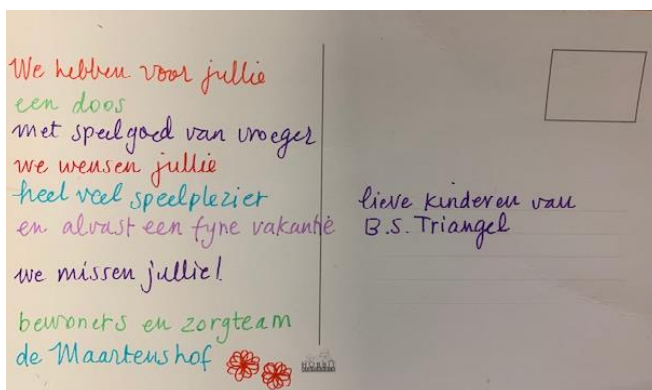 We hebben voor jullie
een doos
met speelgoed van vroeger
we wensen jullie
heel veel speelplezier
en alvast een fyne vakantie
we missen jullie!
bewoners en zorgteam
de Maartenshof
lieve kinderen van
B.S. Triangel